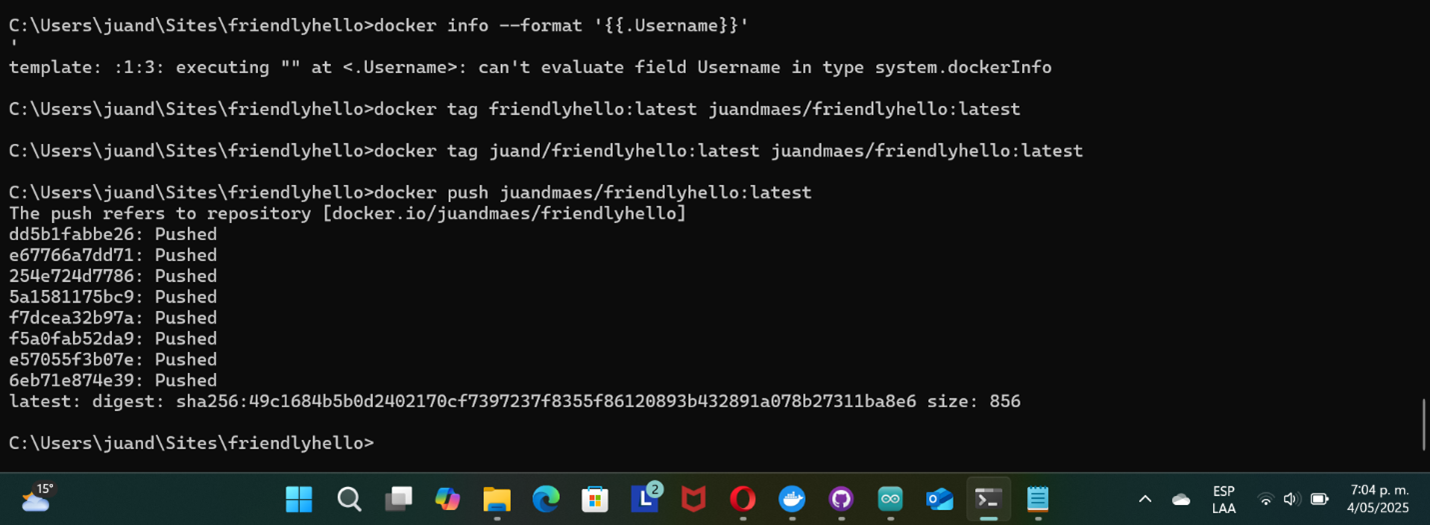 C:\Users\juand\Sites\friendlyhello>docker info --format '{{.Username}}'
'
template: :1:3: executing "" at <.Username>: can't evaluate field Username in type system.dockerInfo
C:\Users\juand\Sites\friendlyhello>docker tag friendlyhello:latest juandmaes/friendlyhello:latest
C:\Users\juand\Sites\friendlyhello>docker tag juand/friendlyhello:latest juandmaes/friendlyhello:latest
C:\Users\juand\Sites\friendlyhello>docker push juandmaes/friendlyhello:latest
The push refers to repository [docker.io/juandmaes/friendlyhello]
dd5b1fabbe26: Pushed
e67766a7dd71: Pushed
254e724d7786: Pushed
5a1581175bc9: Pushed
f7dcea32b97a: Pushed
f5a0fab52da9: Pushed
e57055f3b07e: Pushed
6eb71e874e39: Pushed
latest: digest: sha256:49c1684b5b0d2402170cf7397237f8355f86120893b432891a078b27311ba8e6 size: 856
C:\Users\juand\Sites\friendlyhello>
15°
L 2
ESP
LAA
7:04 p. m.
4/05/2025